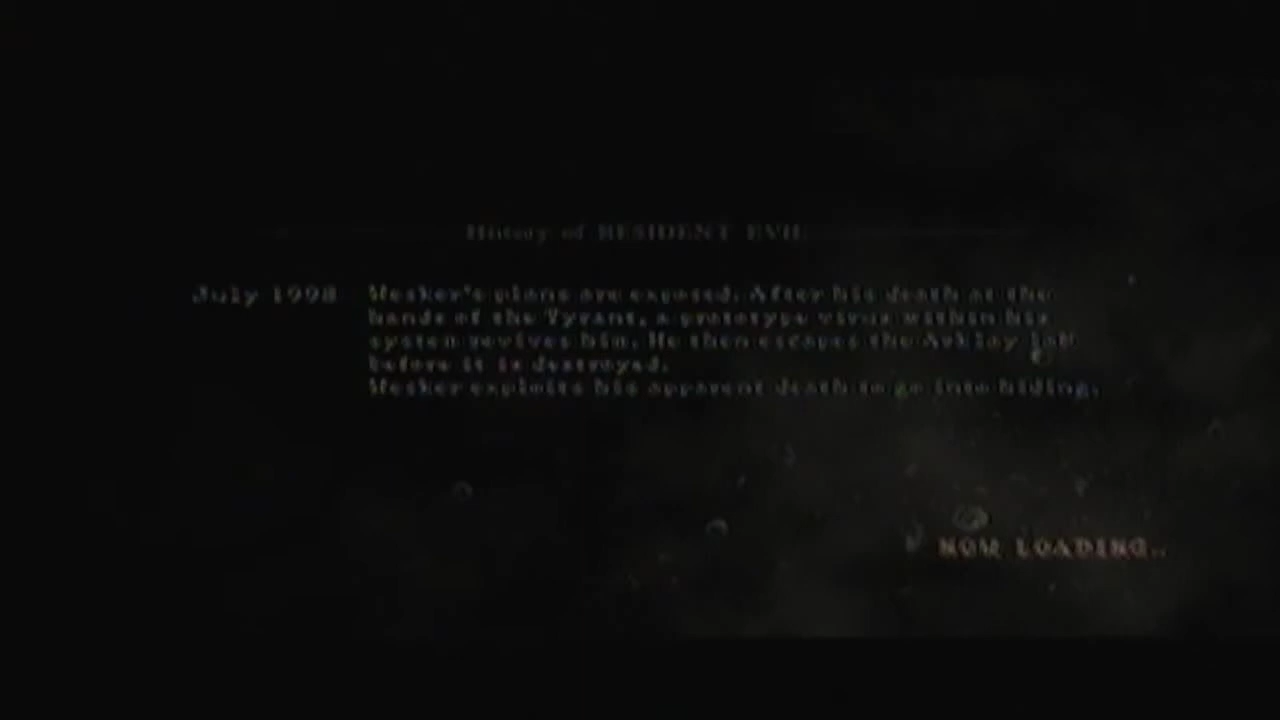 History of RESIDENT EVIL
July 1998 Wesker's plans are exposed. After his death at the
hands of the Tyrant, a prototype virus within his
system revives him. He then escapes the Arklay lab
before it is destroyed.
Wesker exploits his apparent death to go into hiding.
NOW LOADING..